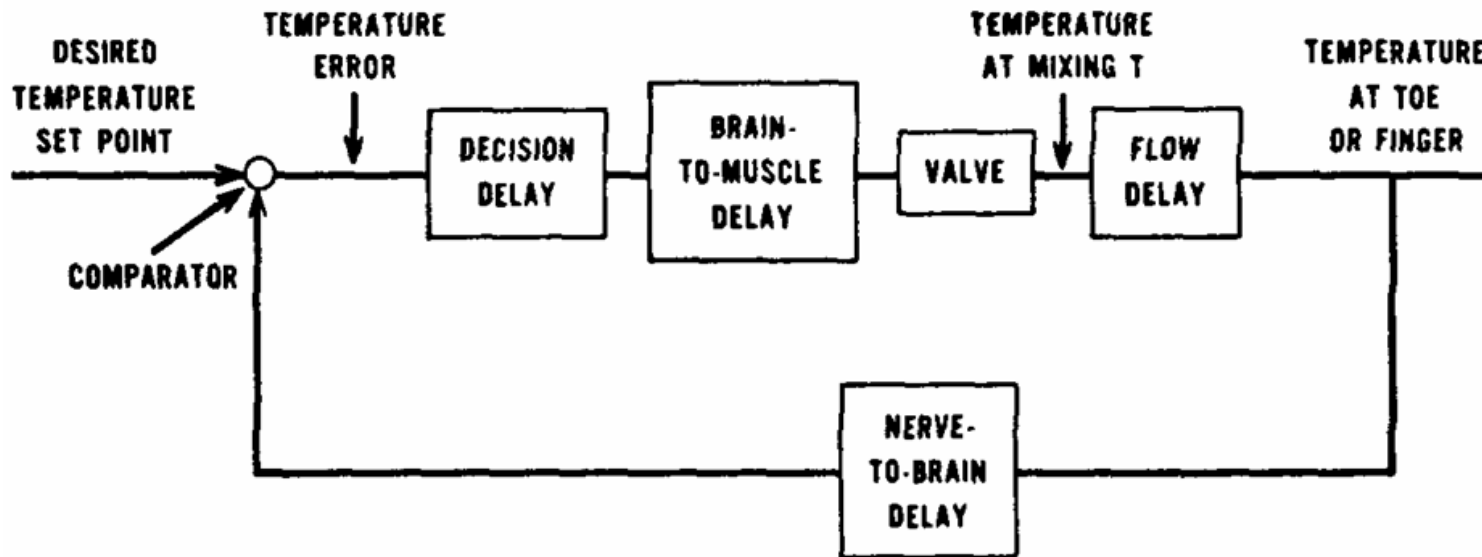 DESIRED
TEMPERATURE
SET POINT
TEMPERATURE
ERROR
COMPARATOR
DECISION
DELAY
BRAIN-
TO-MUSCLE
DELAY
VALVE
TEMPERATURE
AT MIXING T
FLOW
DELAY
TEMPERATURE
AT TOE
OR FINGER
NERVE-
TO-BRAIN
DELAY